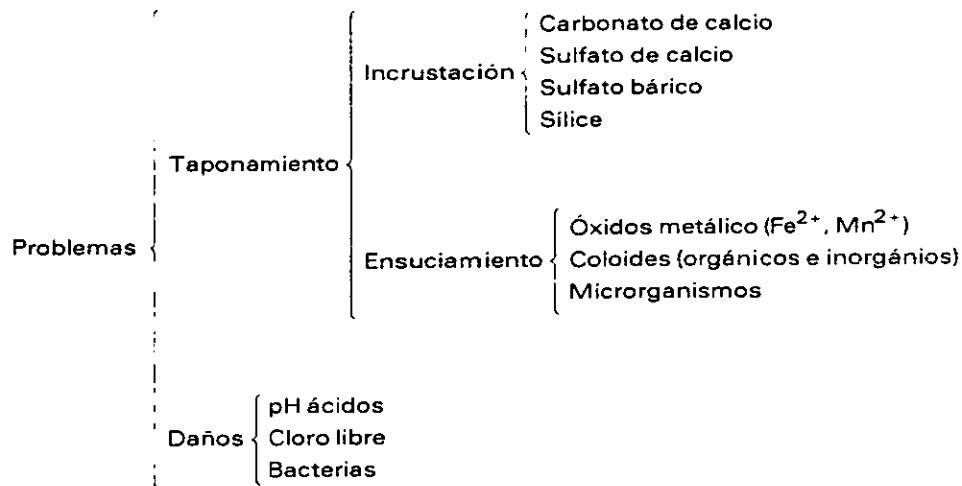 Problemas
Taponamiento
Incrustación
Carbonato de calcio
Sulfato de calcio
Sulfato bárico
Sílice
Ensuciamiento
Óxidos metálico (Fe²⁺, Mn²⁺)
Coloides (orgánicos e inorgánios)
Microrganismos
Daños
pH ácidos
Cloro libre
Bacterias